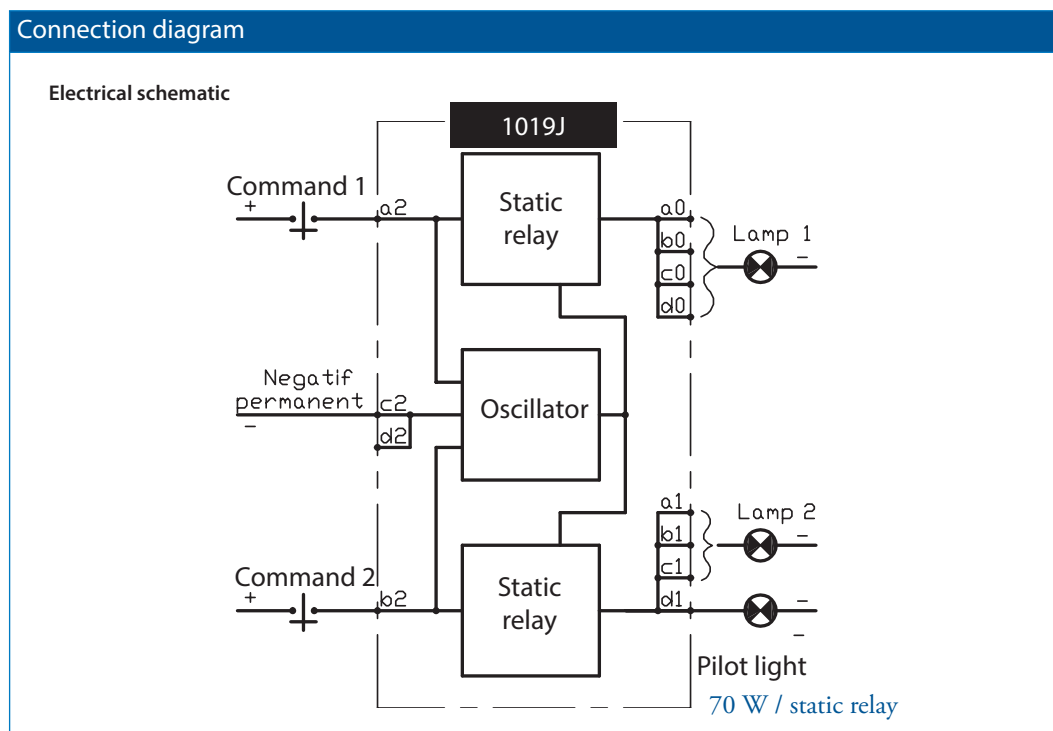 Connection diagram
Electrical schematic
1019J
Command 1
+
a2
Static
relay
a0
b0
c0
d0
Lamp 1
-
Negatif
permanent
-
c2
d2
Oscillator
a1
b1
c1
d1
Lamp 2
-
Command 2
+
b2
Static
relay
-
-
Pilot light
70 W / static relay